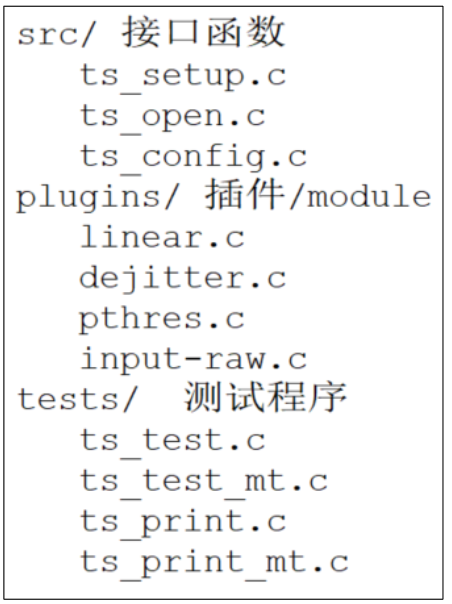 src/ 接口函数
ts_setup.c
ts_open.c
ts_config.c
plugins/ 插件/module
linear.c
dejitter.c
pthres.c
input-raw.c
tests/ 测试程序
ts_test.c
ts_test_mt.c
ts_print.c
ts_print_mt.c